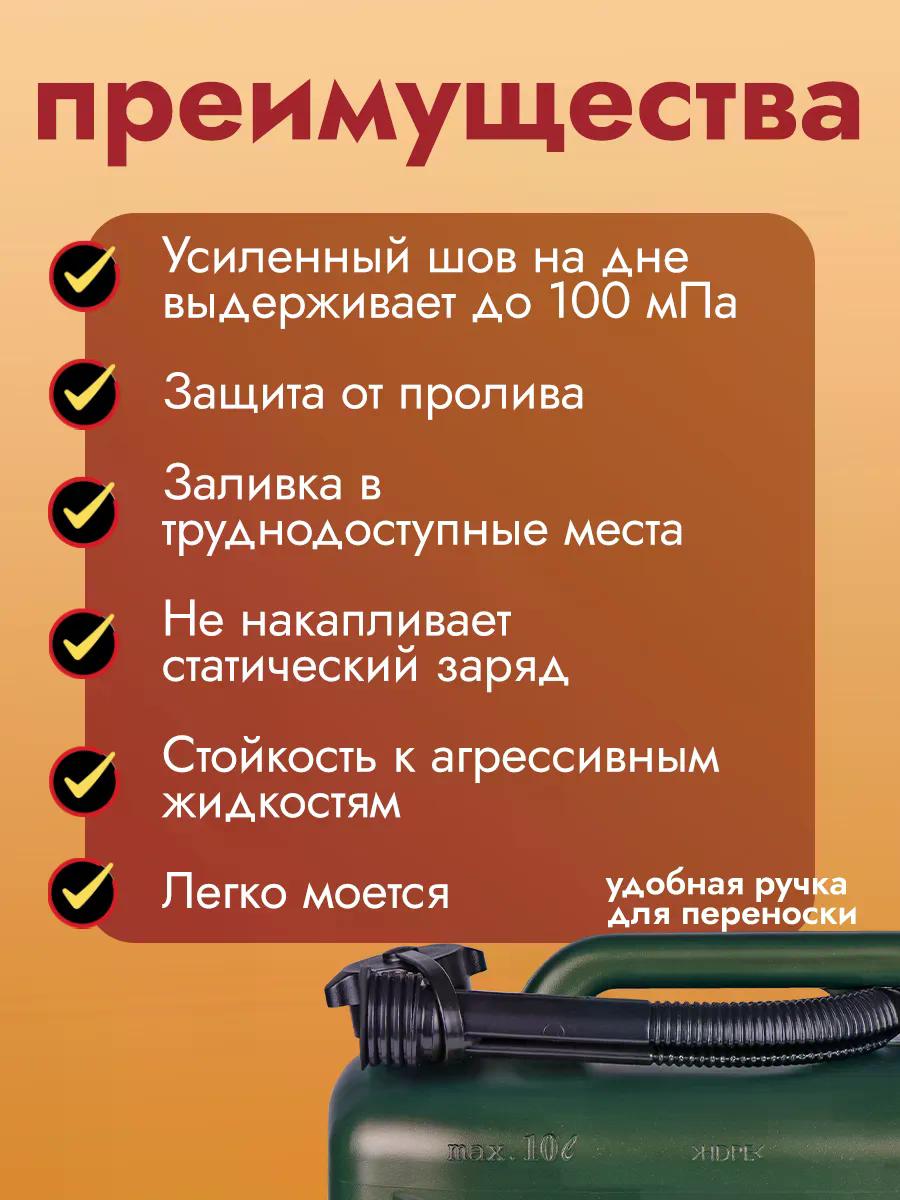 преимущества
Усиленный шов на дне
выдерживает до 100 мПа
Защита от пролива
Заливка в
труднодоступные места
Не накапливает
статический заряд
Стойкость к агрессивным
жидкостям
Легко моется
удобная ручка
для переноски
max. 10ℓ
>HDPE<